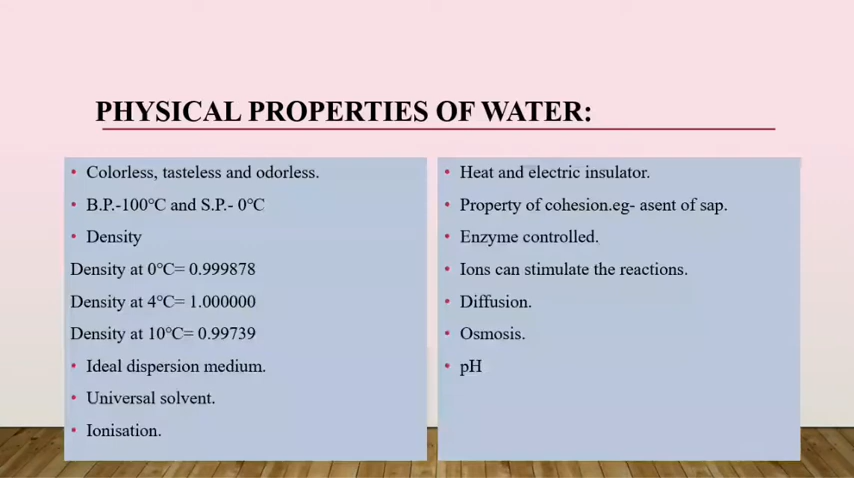 PHYSICAL PROPERTIES OF WATER:
• Colorless, tasteless and odorless.
• B.P.-100℃ and S.P.- 0℃
• Density
Density at 0℃= 0.999878
Density at 4℃= 1.000000
Density at 10℃= 0.99739
• Ideal dispersion medium.
• Universal solvent.
• Ionisation.
• Heat and electric insulator.
• Property of cohesion.eg- asent of sap.
• Enzyme controlled.
• Ions can stimulate the reactions.
• Diffusion.
• Osmosis.
• pH